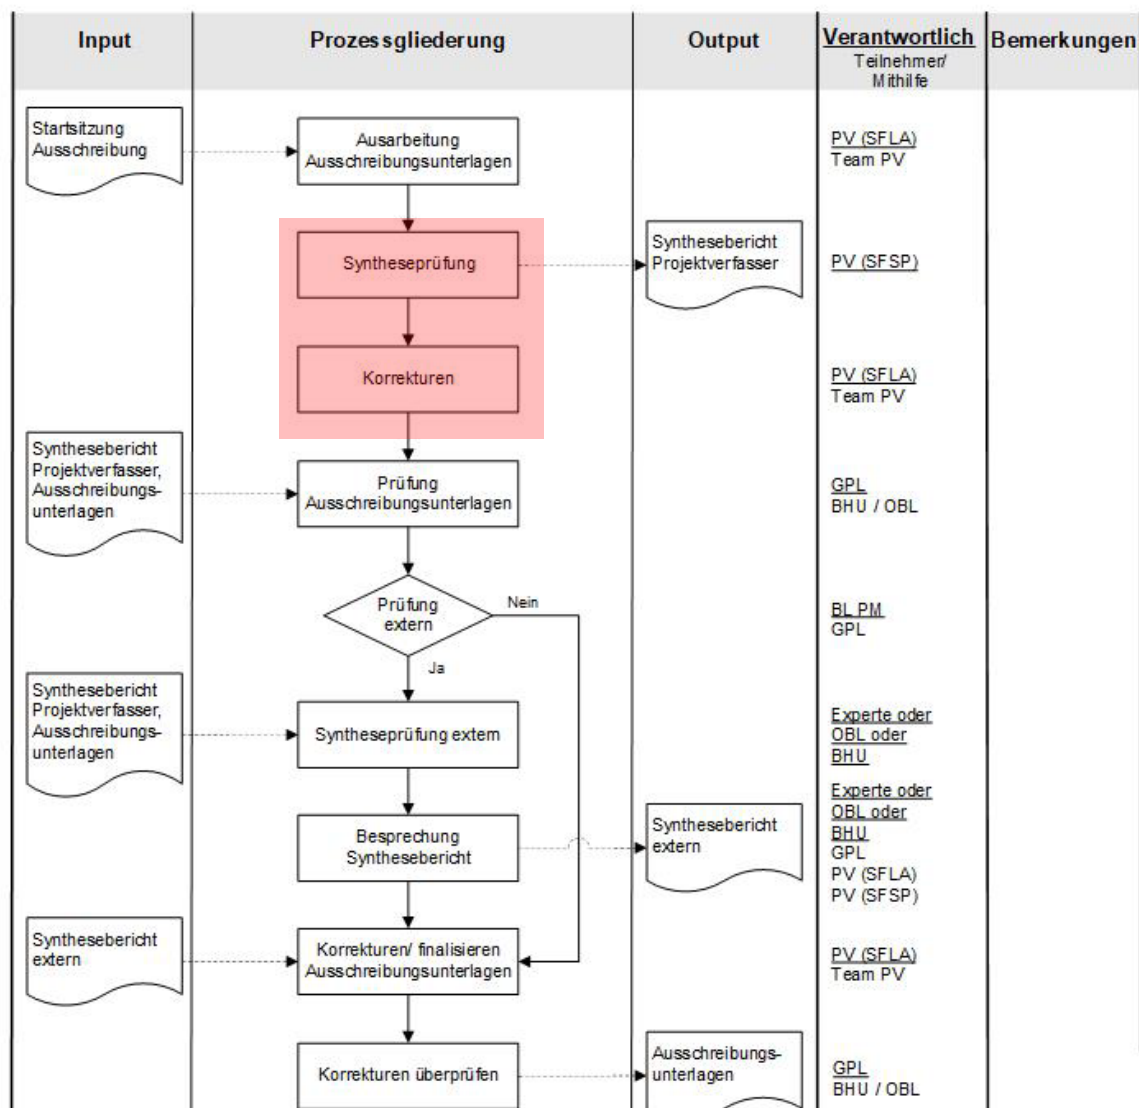 Input
Prozessgliederung
Output
Verantwortlich
Teilnehmer/
Mithilfe
Bemerkungen
Startsitzung
Ausschreibung
Ausarbeitung
Ausschreibungsunterlagen
PV (SFLA)
Team PV
Syntheseprüfung
Synthesebericht
Projektverfasser
PV (SFSP)
Korrekturen
PV (SFLA)
Team PV
Synthesebericht
Projektverfasser,
Ausschreibungs-
unterlagen
Prüfung
Ausschreibungsunterlagen
GPL
BHU / OBL
Prüfung
extern
Nein
Ja
BL PM
GPL
Synthesebericht
Projektverfasser,
Ausschreibungs-
unterlagen
Syntheseprüfung extern
Experte oder
OBL oder
BHU
Besprechung
Synthesebericht
Synthesebericht
extern
Experte oder
OBL oder
BHU
GPL
PV (SFLA)
PV (SFSP)
Synthesebericht
extern
Korrekturen/ finalisieren
Ausschreibungsunterlagen
PV (SFLA)
Team PV
Korrekturen überprüfen
Ausschreibungs-
unterlagen
GPL
BHU / OBL